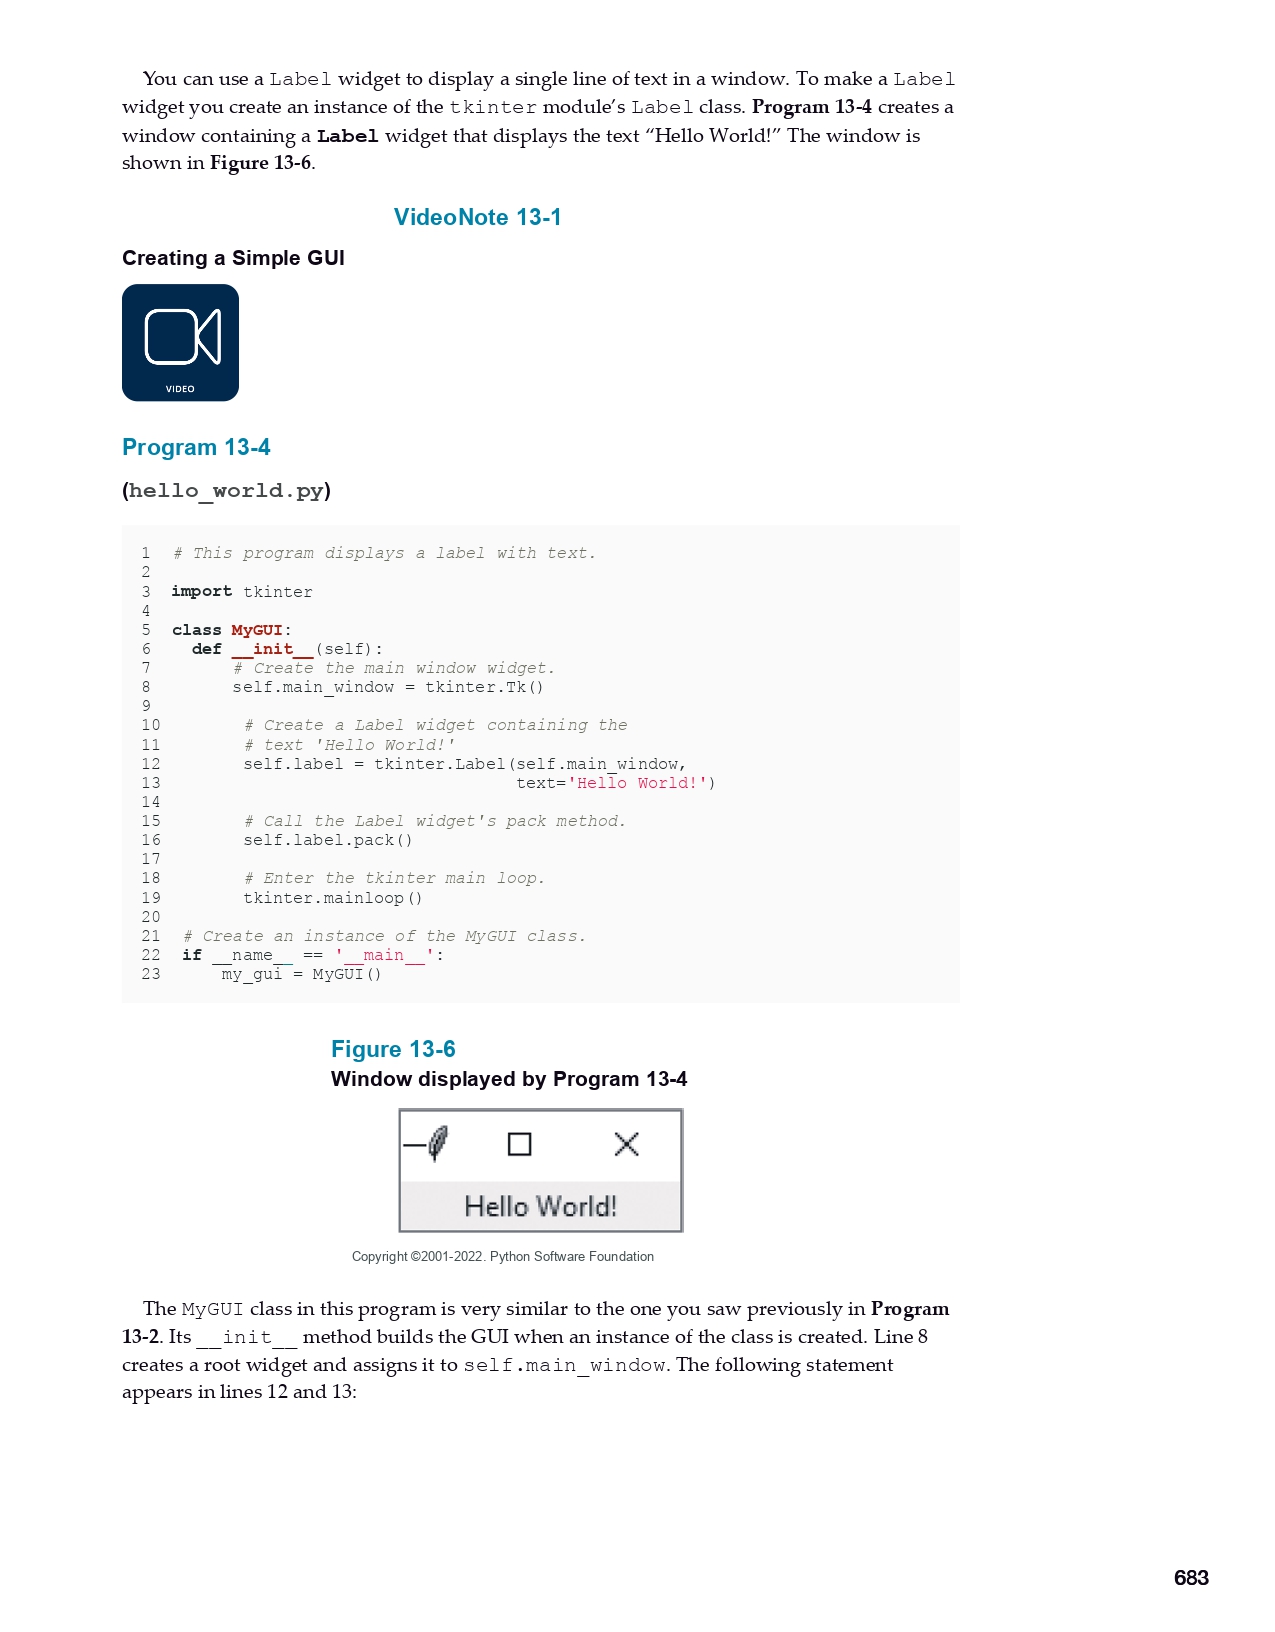 You can use a Label widget to display a single line of text in a window. To make a Label
widget you create an instance of the tkinter module’s Label class. Program 13-4 creates a
window containing a Label widget that displays the text “Hello World!” The window is
shown in Figure 13-6.
VideoNote 13-1
Creating a Simple GUI
VIDEO
Program 13-4
(hello_world.py)
1 # This program displays a label with text.
2
3 import tkinter
4
5 class MyGUI:
6 def __init__(self):
7 # Create the main window widget.
8 self.main_window = tkinter.Tk()
9
10 # Create a Label widget containing the
11 # text 'Hello World!'
12 self.label = tkinter.Label(self.main_window,
13 text='Hello World!')
14
15 # Call the Label widget's pack method.
16 self.label.pack()
17
18 # Enter the tkinter main loop.
19 tkinter.mainloop()
20
21 # Create an instance of the MyGUI class.
22 if __name__ == '__main__':
23 my_gui = MyGUI()
Figure 13-6
Window displayed by Program 13-4
Hello World!
Copyright ©2001-2022. Python Software Foundation
The MyGUI class in this program is very similar to the one you saw previously in Program
13-2. Its __init__ method builds the GUI when an instance of the class is created. Line 8
creates a root widget and assigns it to self.main_window. The following statement
appears in lines 12 and 13:
683